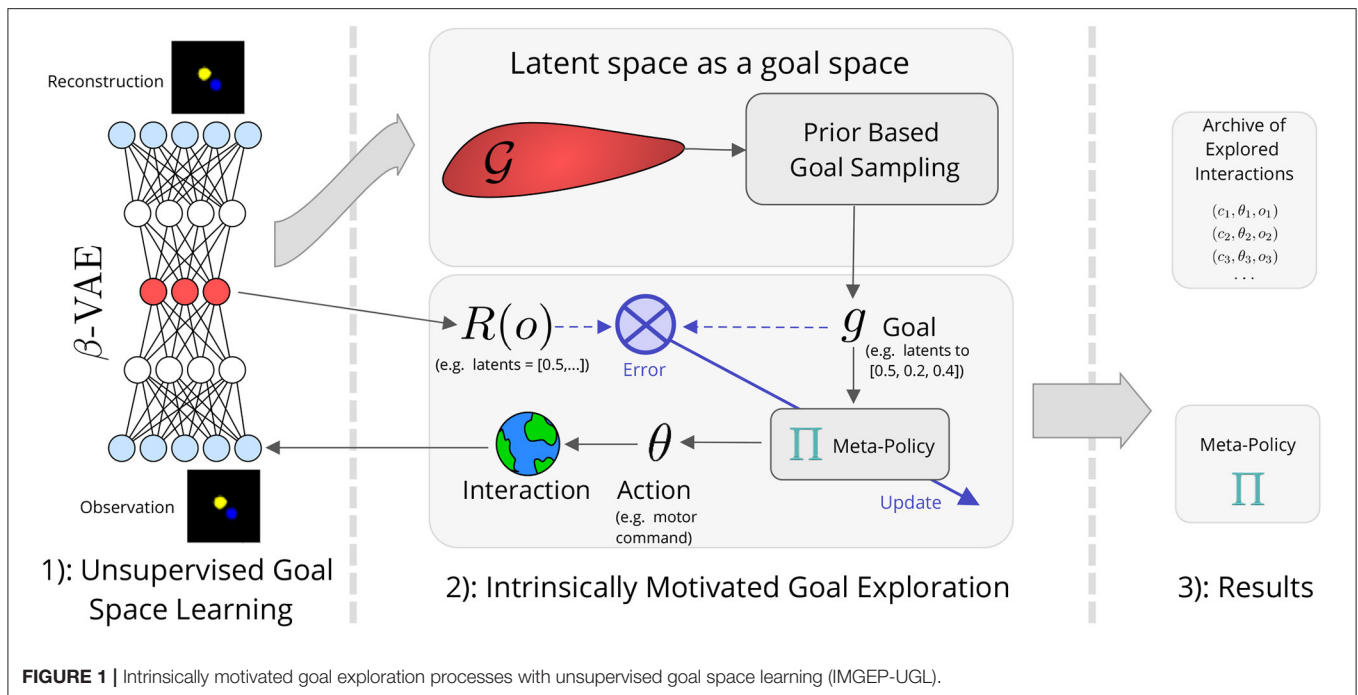 Reconstruction
β-VAE
Observation
1): Unsupervised Goal
Space Learning
Latent space as a goal space
𝒢
Prior Based
Goal Sampling
R(o)
(e.g. latents = [0.5,...])
Error
g
Goal
(e.g. latents to
[0.5, 0.2, 0.4])
Interaction
θ
Action
(e.g. motor
command)
Π Meta-Policy
Update
2): Intrinsically Motivated Goal Exploration
Archive of
Explored
Interactions
(c₁, θ₁, o₁)
(c₂, θ₂, o₂)
(c₃, θ₃, o₃)
...
Meta-Policy
Π
3): Results
FIGURE 1 | Intrinsically motivated goal exploration processes with unsupervised goal space learning (IMGEP-UGL).